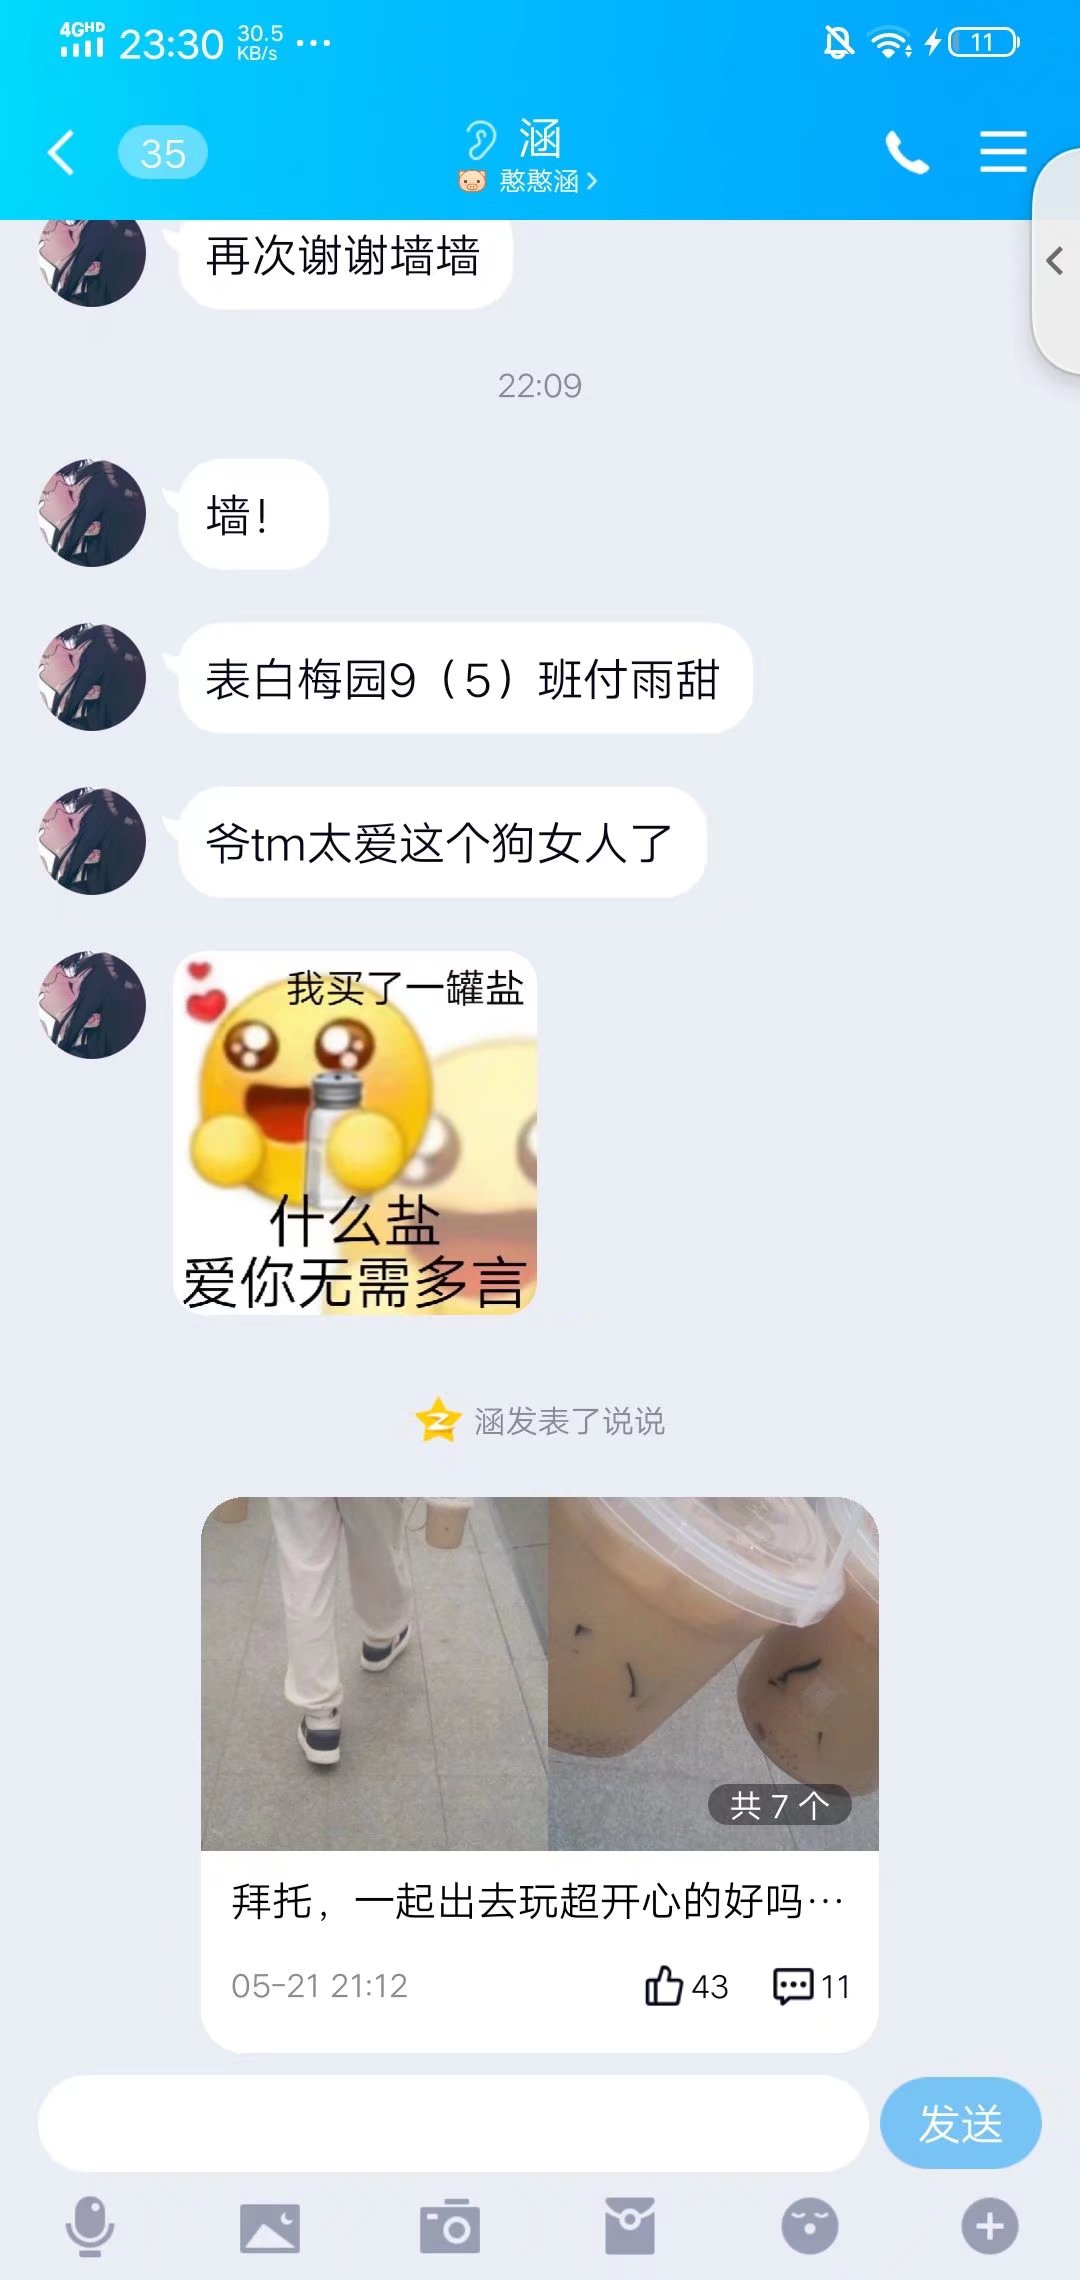 4GHD 23:30 30.5 KB/s ... 11
35 涵
憨憨涵
再次谢谢墙墙
22:09
墙!
表白梅园9（5）班付雨甜
爷tm太爱这个狗女人了
我买了一罐盐
什么盐
爱你无需多言
涵发表了说说
共 7 个
拜托，一起出去玩超开心的好吗…
05-21 21:12 43 11
发送